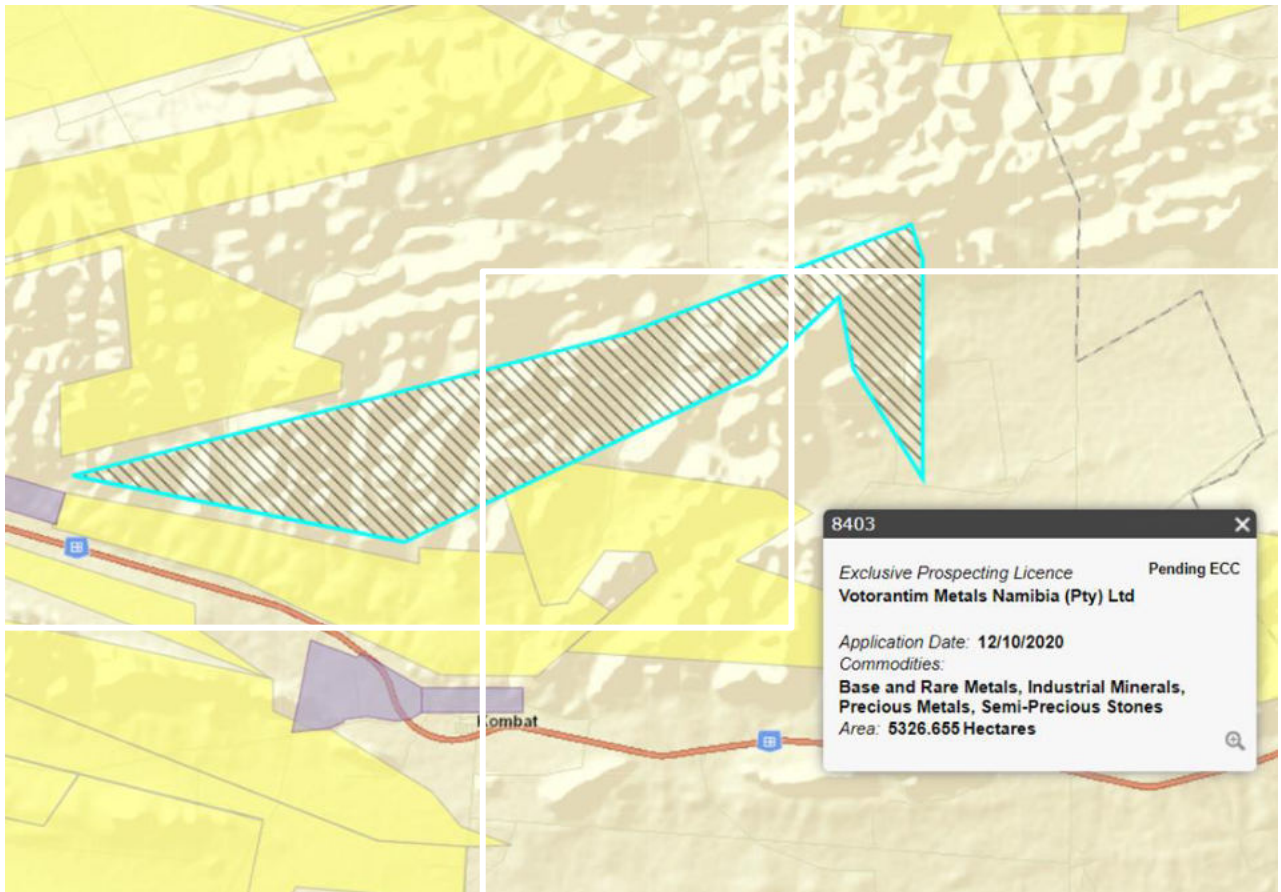 8403
Exclusive Prospecting Licence Pending ECC
Votorantim Metals Namibia (Pty) Ltd
Application Date: 12/10/2020
Commodities:
Base and Rare Metals, Industrial Minerals,
Precious Metals, Semi-Precious Stones
Area: 5326.655 Hectares
Kombat